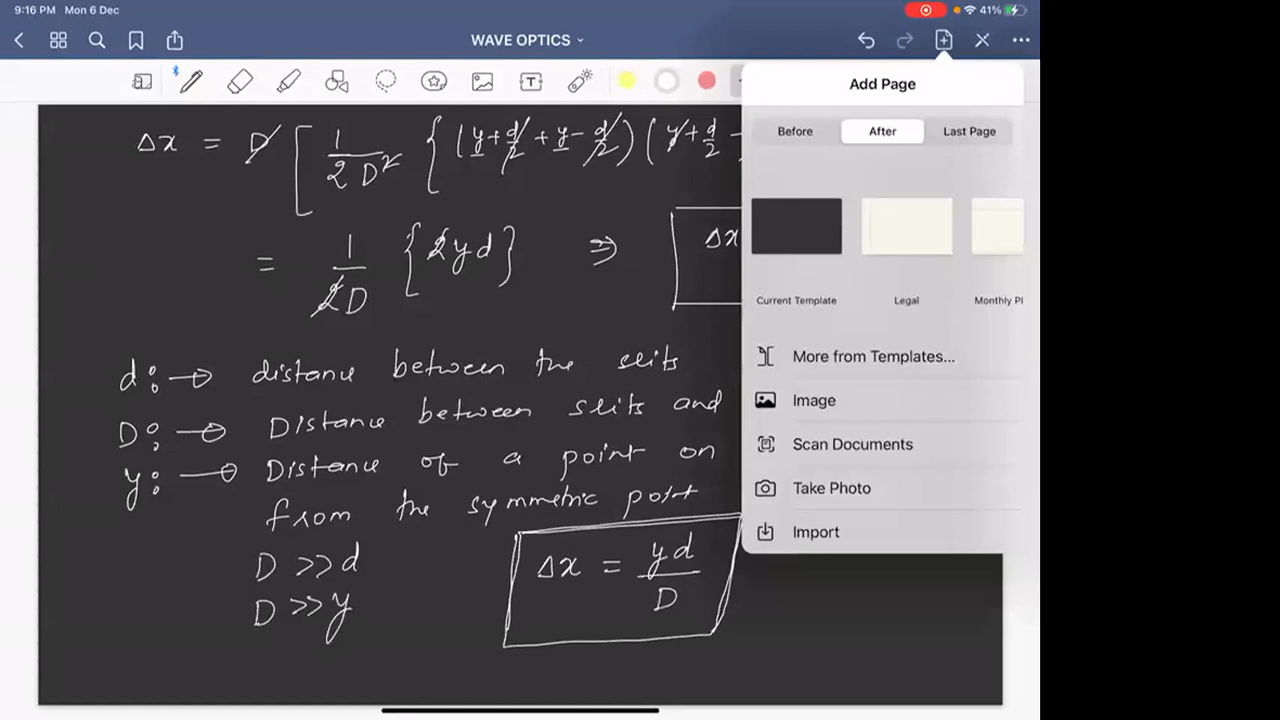 9:16 PM Mon 6 Dec
41%
WAVE OPTICS
Add Page
Before After Last Page
Δx = D [ 1/2D² { (y+d/2+y-d/2) (y+d/2 -
Current Template Legal Monthly Pl
= 1/2D {2yd} ⇒ Δx
More from Templates...
Image
Scan Documents
Take Photo
Import
d: → distance between the slits
D: → Distance between slits and
y: → Distance of a point on
from the symmetric point
D >> d
D >> y
Δx = yd/D